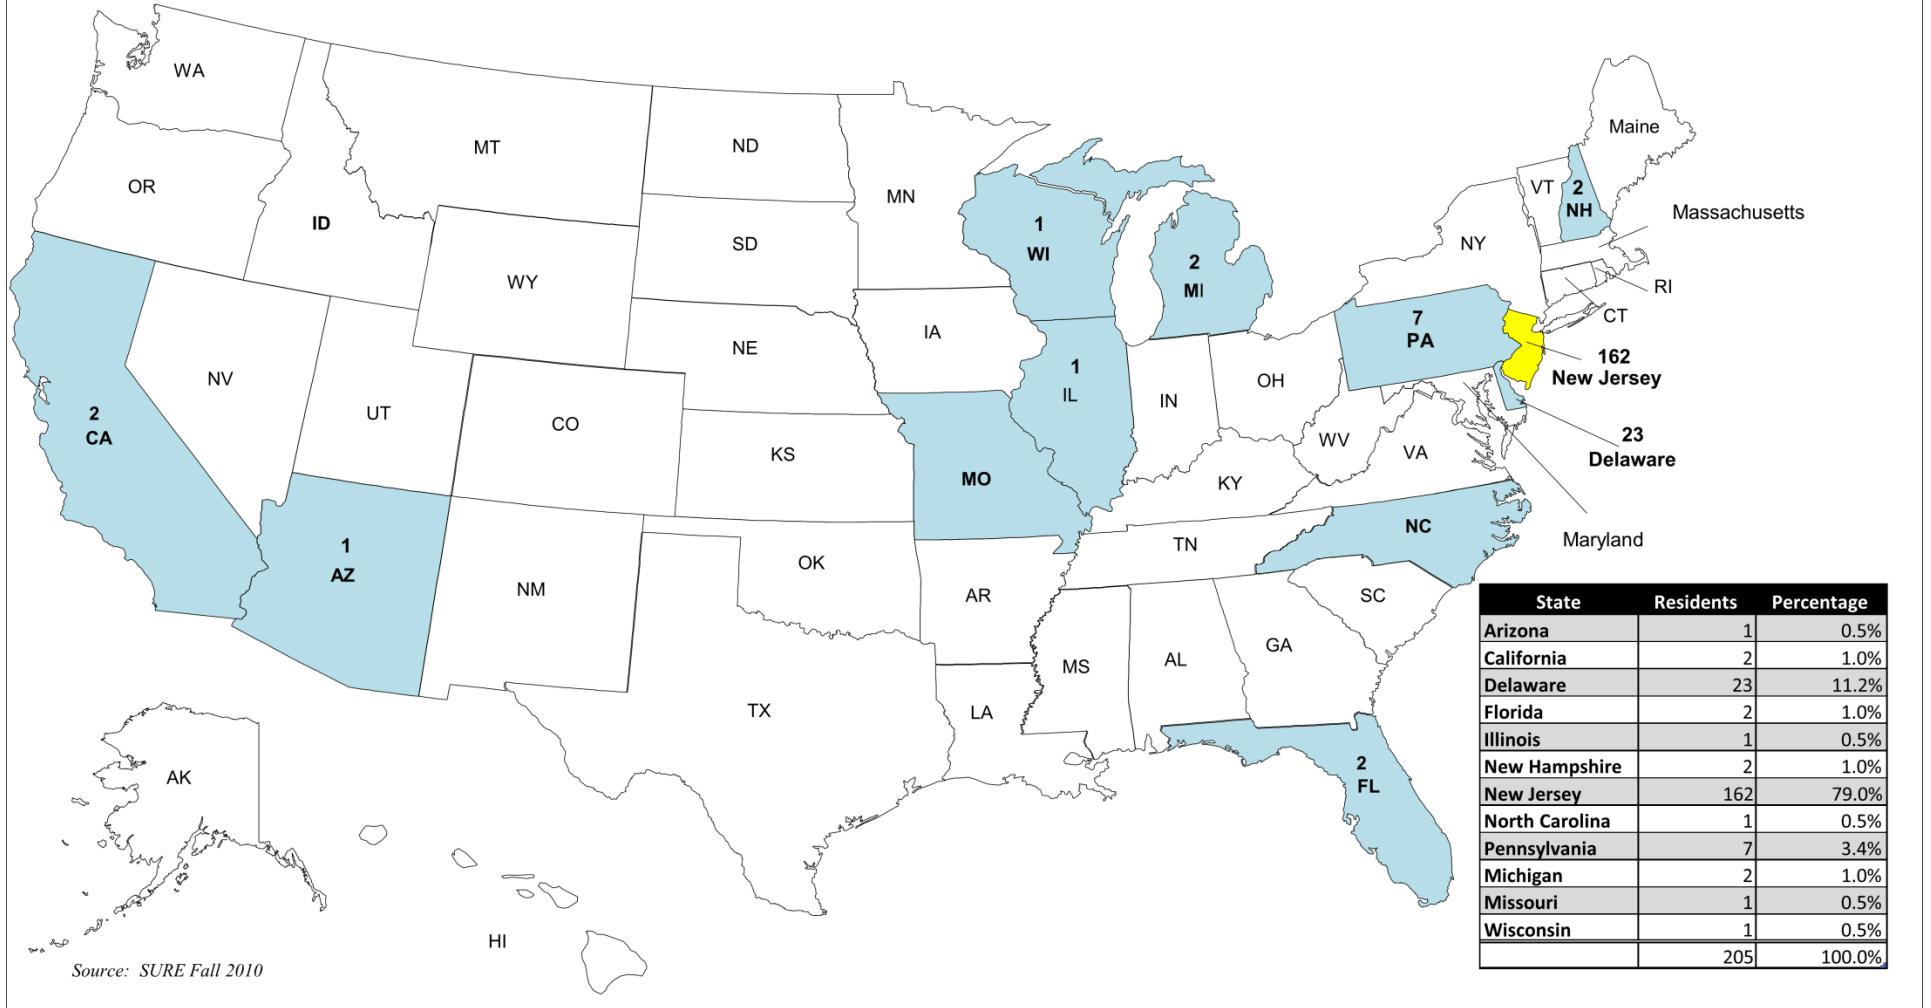 WA
OR
ID
MT
ND
SD
MN
WY
NE
IA
NV
UT
CO
KS
2
CA
1
AZ
NM
OK
TX
MO
AR
LA
1
WI
1
IL
2
MI
IN
OH
KY
TN
MS
AL
GA
SC
NC
WV
VA
2
FL
7
PA
NY
VT
2
NH
Maine
Massachusetts
RI
CT
162
New Jersey
23
Delaware
Maryland
AK
HI
State Residents Percentage
Arizona 1 0.5%
California 2 1.0%
Delaware 23 11.2%
Florida 2 1.0%
Illinois 1 0.5%
New Hampshire 2 1.0%
New Jersey 162 79.0%
North Carolina 1 0.5%
Pennsylvania 7 3.4%
Michigan 2 1.0%
Missouri 1 0.5%
Wisconsin 1 0.5%
205 100.0%
Source: SURE Fall 2010